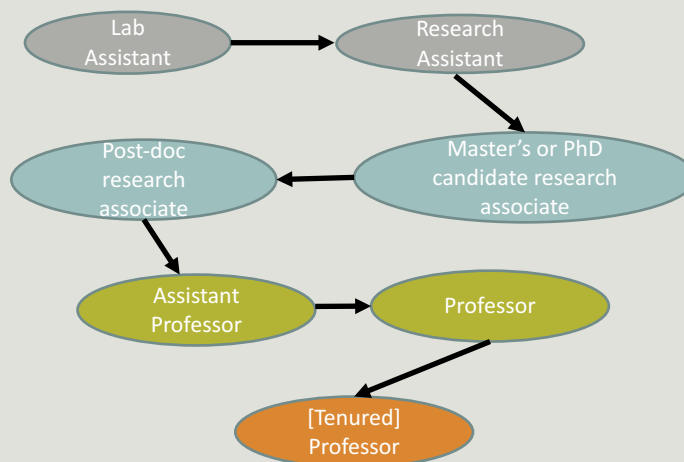 Lab
Assistant
Research
Assistant
Master’s or PhD
candidate research
associate
Post-doc
research
associate
Assistant
Professor
Professor
[Tenured]
Professor